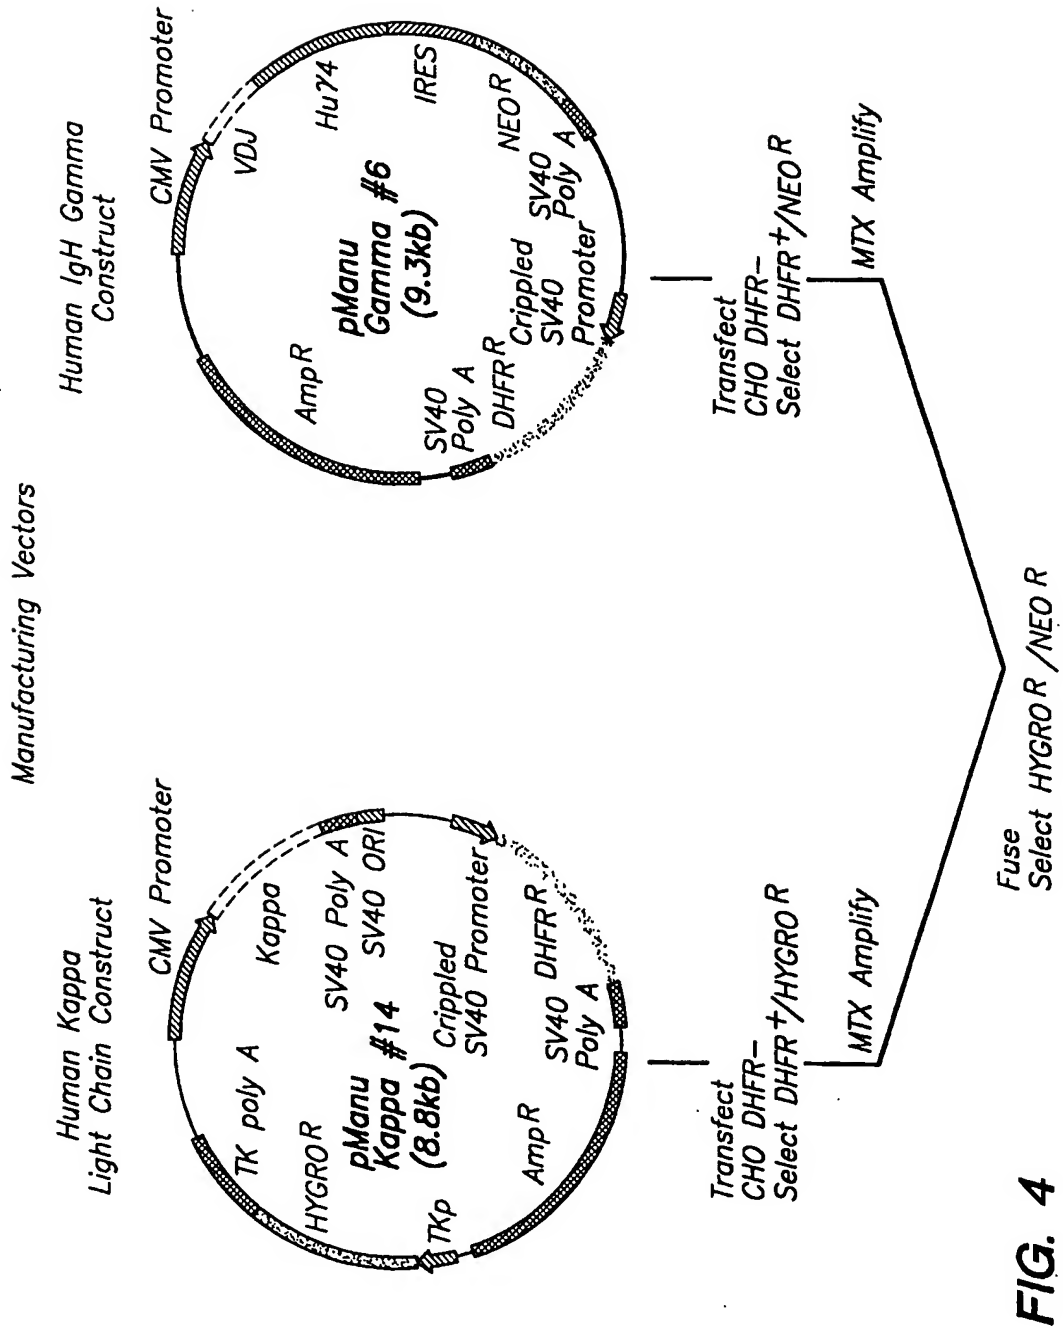 Manufacturing Vectors
Human Kappa
Light Chain Construct
CMV Promoter
Kappa
SV40 Poly A
SV40 ORI
Crippled
SV40 Promoter
DHFR R
SV40
Poly A
Amp R
TKp
HYGRO R
TK poly A
pManu
Kappa #14
(8.8kb)
Transfect
CHO DHFR-
Select DHFR+/HYGRO R
MTX Amplify
Human IgH Gamma
Construct
CMV Promoter
VDJ
Huγ4
IRES
NEO R
SV40
Poly A
Crippled
SV40
Promoter
DHFR R
SV40
Poly A
Amp R
pManu
Gamma #6
(9.3kb)
Transfect
CHO DHFR-
Select DHFR+/NEO R
MTX Amplify
Fuse
Select HYGRO R/NEO R
FIG. 4